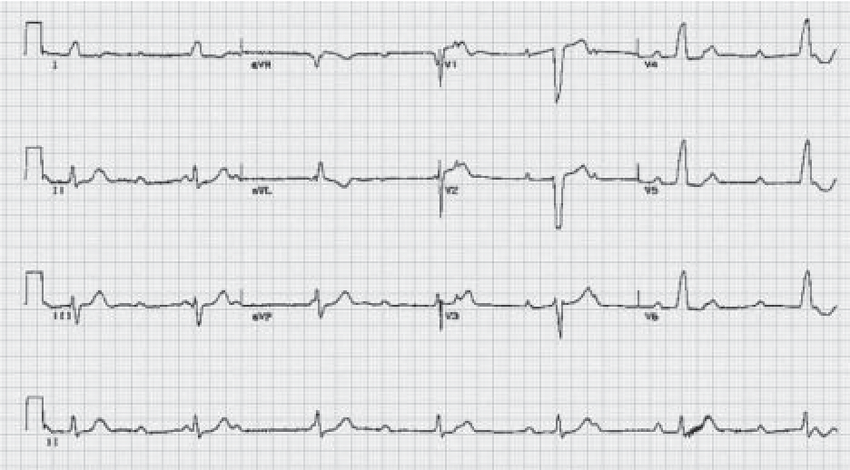 I aVR V1 V4
II aVL V2 V5
III aVF V3 V6
II